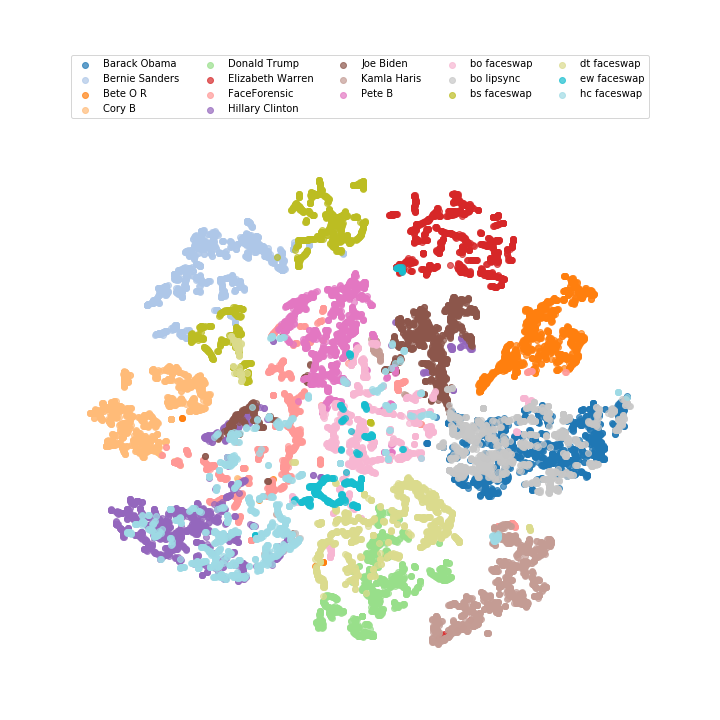 Barack Obama Donald Trump Joe Biden bo faceswap dt faceswap
Bernie Sanders Elizabeth Warren Kamla Haris bo lipsync ew faceswap
Bete O R FaceForensic Pete B bs faceswap hc faceswap
Cory B Hillary Clinton